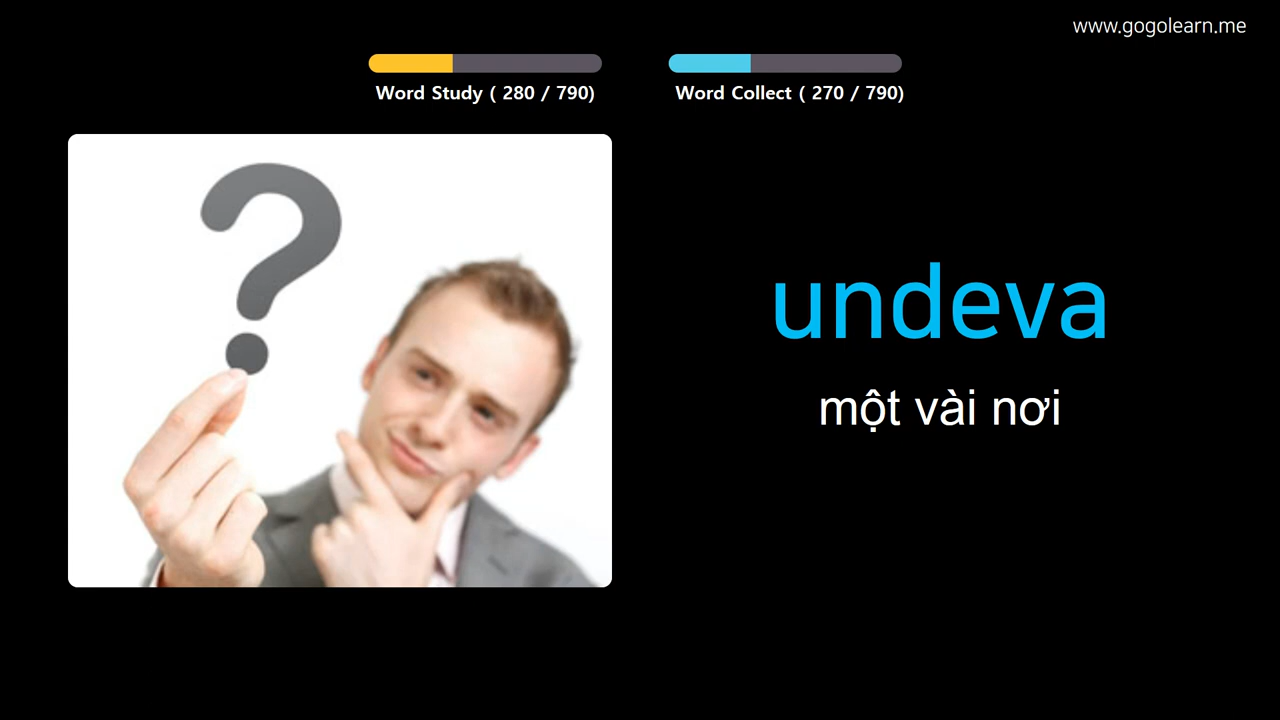 www.gogolearn.me
Word Study ( 280 / 790)
Word Collect ( 270 / 790)
?
undeva
một vài nơi